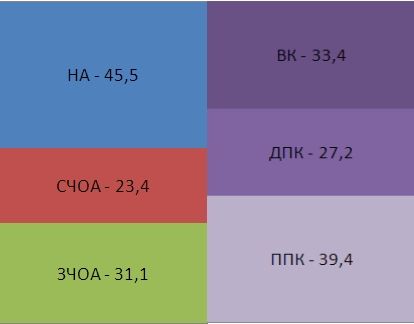 НА - 45,5
СЧОА - 23,4
ЗЧОА - 31,1
ВК - 33,4
ДПК - 27,2
ППК - 39,4